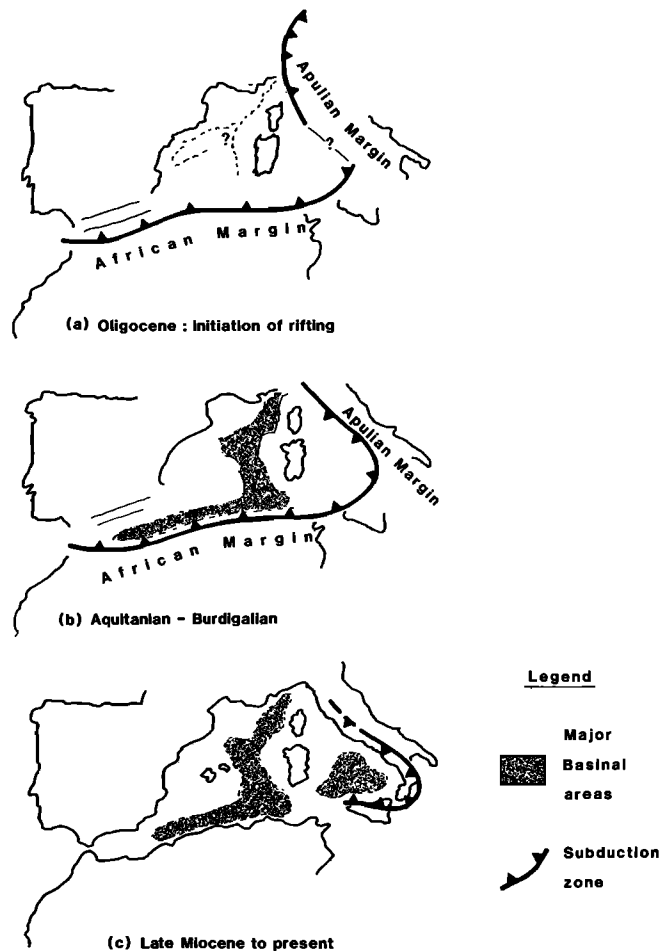 Apulian Margin
?
?
African Margin
(a) Oligocene : Initiation of rifting
Apulian Margin
African Margin
(b) Aquitanian - Burdigalian
Legend
Major
Basinal
areas
Subduction
zone
(c) Late Miocene to present